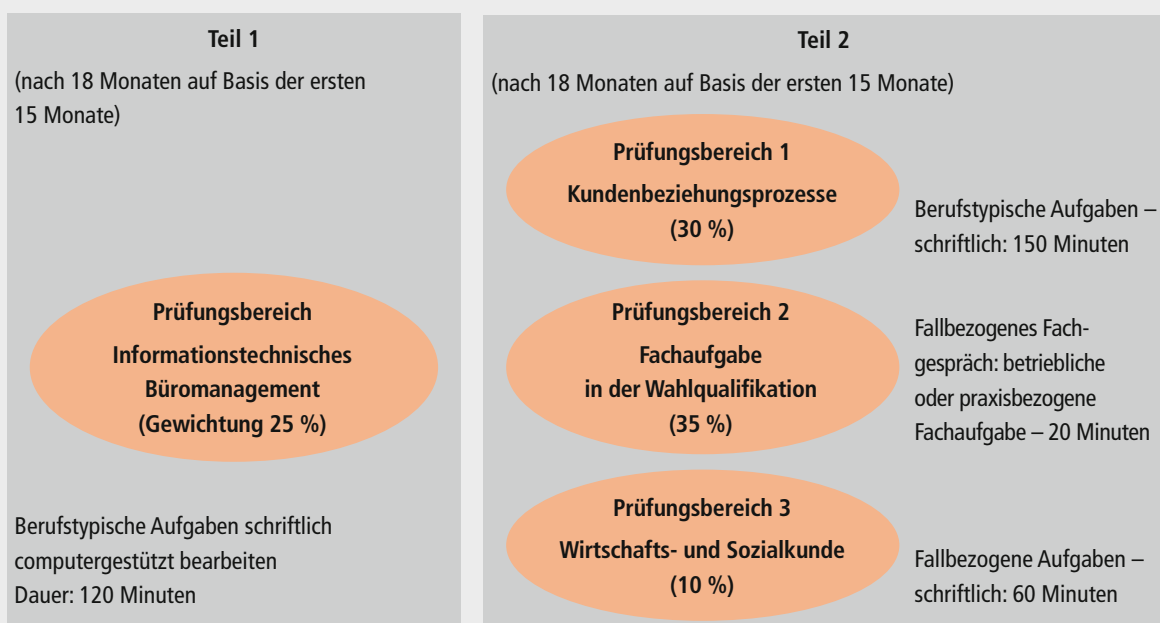 Teil 1
(nach 18 Monaten auf Basis der ersten
15 Monate)
Prüfungsbereich
Informationstechnisches
Büromanagement
(Gewichtung 25 %)
Berufstypische Aufgaben schriftlich
computergestützt bearbeiten
Dauer: 120 Minuten
Teil 2
(nach 18 Monaten auf Basis der ersten 15 Monate)
Prüfungsbereich 1
Kundenbeziehungsprozesse
(30 %)
Berufstypische Aufgaben –
schriftlich: 150 Minuten
Prüfungsbereich 2
Fachaufgabe
in der Wahlqualifikation
(35 %)
Fallbezogenes Fach-
gespräch: betriebliche
oder praxisbezogene
Fachaufgabe – 20 Minuten
Prüfungsbereich 3
Wirtschafts- und Sozialkunde
(10 %)
Fallbezogene Aufgaben –
schriftlich: 60 Minuten